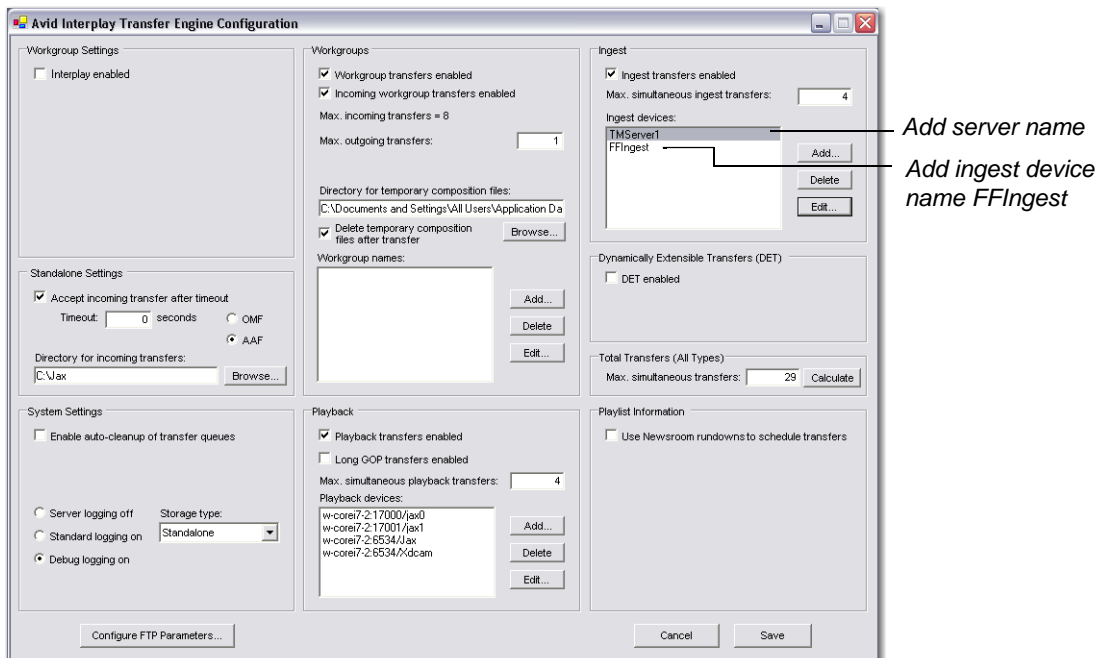 Avid Interplay Transfer Engine Configuration
Workgroup Settings
Interplay enabled
Standalone Settings
Accept incoming transfer after timeout
Timeout: 0 seconds
OMF
AAF
Directory for incoming transfers:
C:\Jax
Browse...
System Settings
Enable auto-cleanup of transfer queues
Server logging off
Standard logging on
Debug logging on
Storage type:
Standalone
Configure FTP Parameters...
Workgroups
Workgroup transfers enabled
Incoming workgroup transfers enabled
Max. incoming transfers = 8
Max. outgoing transfers: 1
Directory for temporary composition files:
C:\Documents and Settings\All Users\Application Da
Delete temporary composition
files after transfer
Browse...
Workgroup names:
Add...
Delete
Edit...
Playback
Playback transfers enabled
Long GOP transfers enabled
Max. simultaneous playback transfers: 4
Playback devices:
w-corei7-2:17000/jax0
w-corei7-2:17001/jax1
w-corei7-2:6534/Jax
w-corei7-2:6534/Xdcam
Add...
Delete
Edit...
Ingest
Ingest transfers enabled
Max. simultaneous ingest transfers: 4
Ingest devices:
TMServer1
FFIngest
Add...
Delete
Edit...
Dynamically Extensible Transfers (DET)
DET enabled
Total Transfers (All Types)
Max. simultaneous transfers: 29 Calculate
Playlist Information
Use Newsroom rundowns to schedule transfers
Cancel
Save
Add server name
Add ingest device
name FFIngest